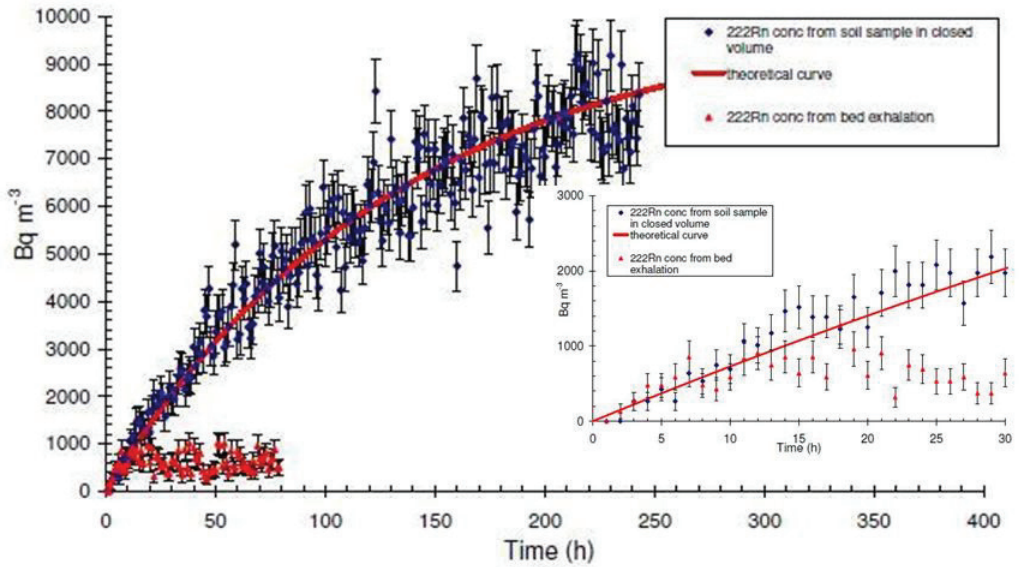 10000
9000
8000
7000
6000
5000
4000
3000
2000
1000
0
Bq m⁻³
0 50 100 150 200 250 300 350 400
Time (h)
222Rn conc from soil sample in closed
volume
theoretical curve
222Rn conc from bed exhalation
3000
2000
1000
0
Bq m⁻³
0 5 10 15 20 25 30
Time (h)
222Rn conc from soil sample
in closed volume
theoretical curve
222Rn conc from bed
exhalation